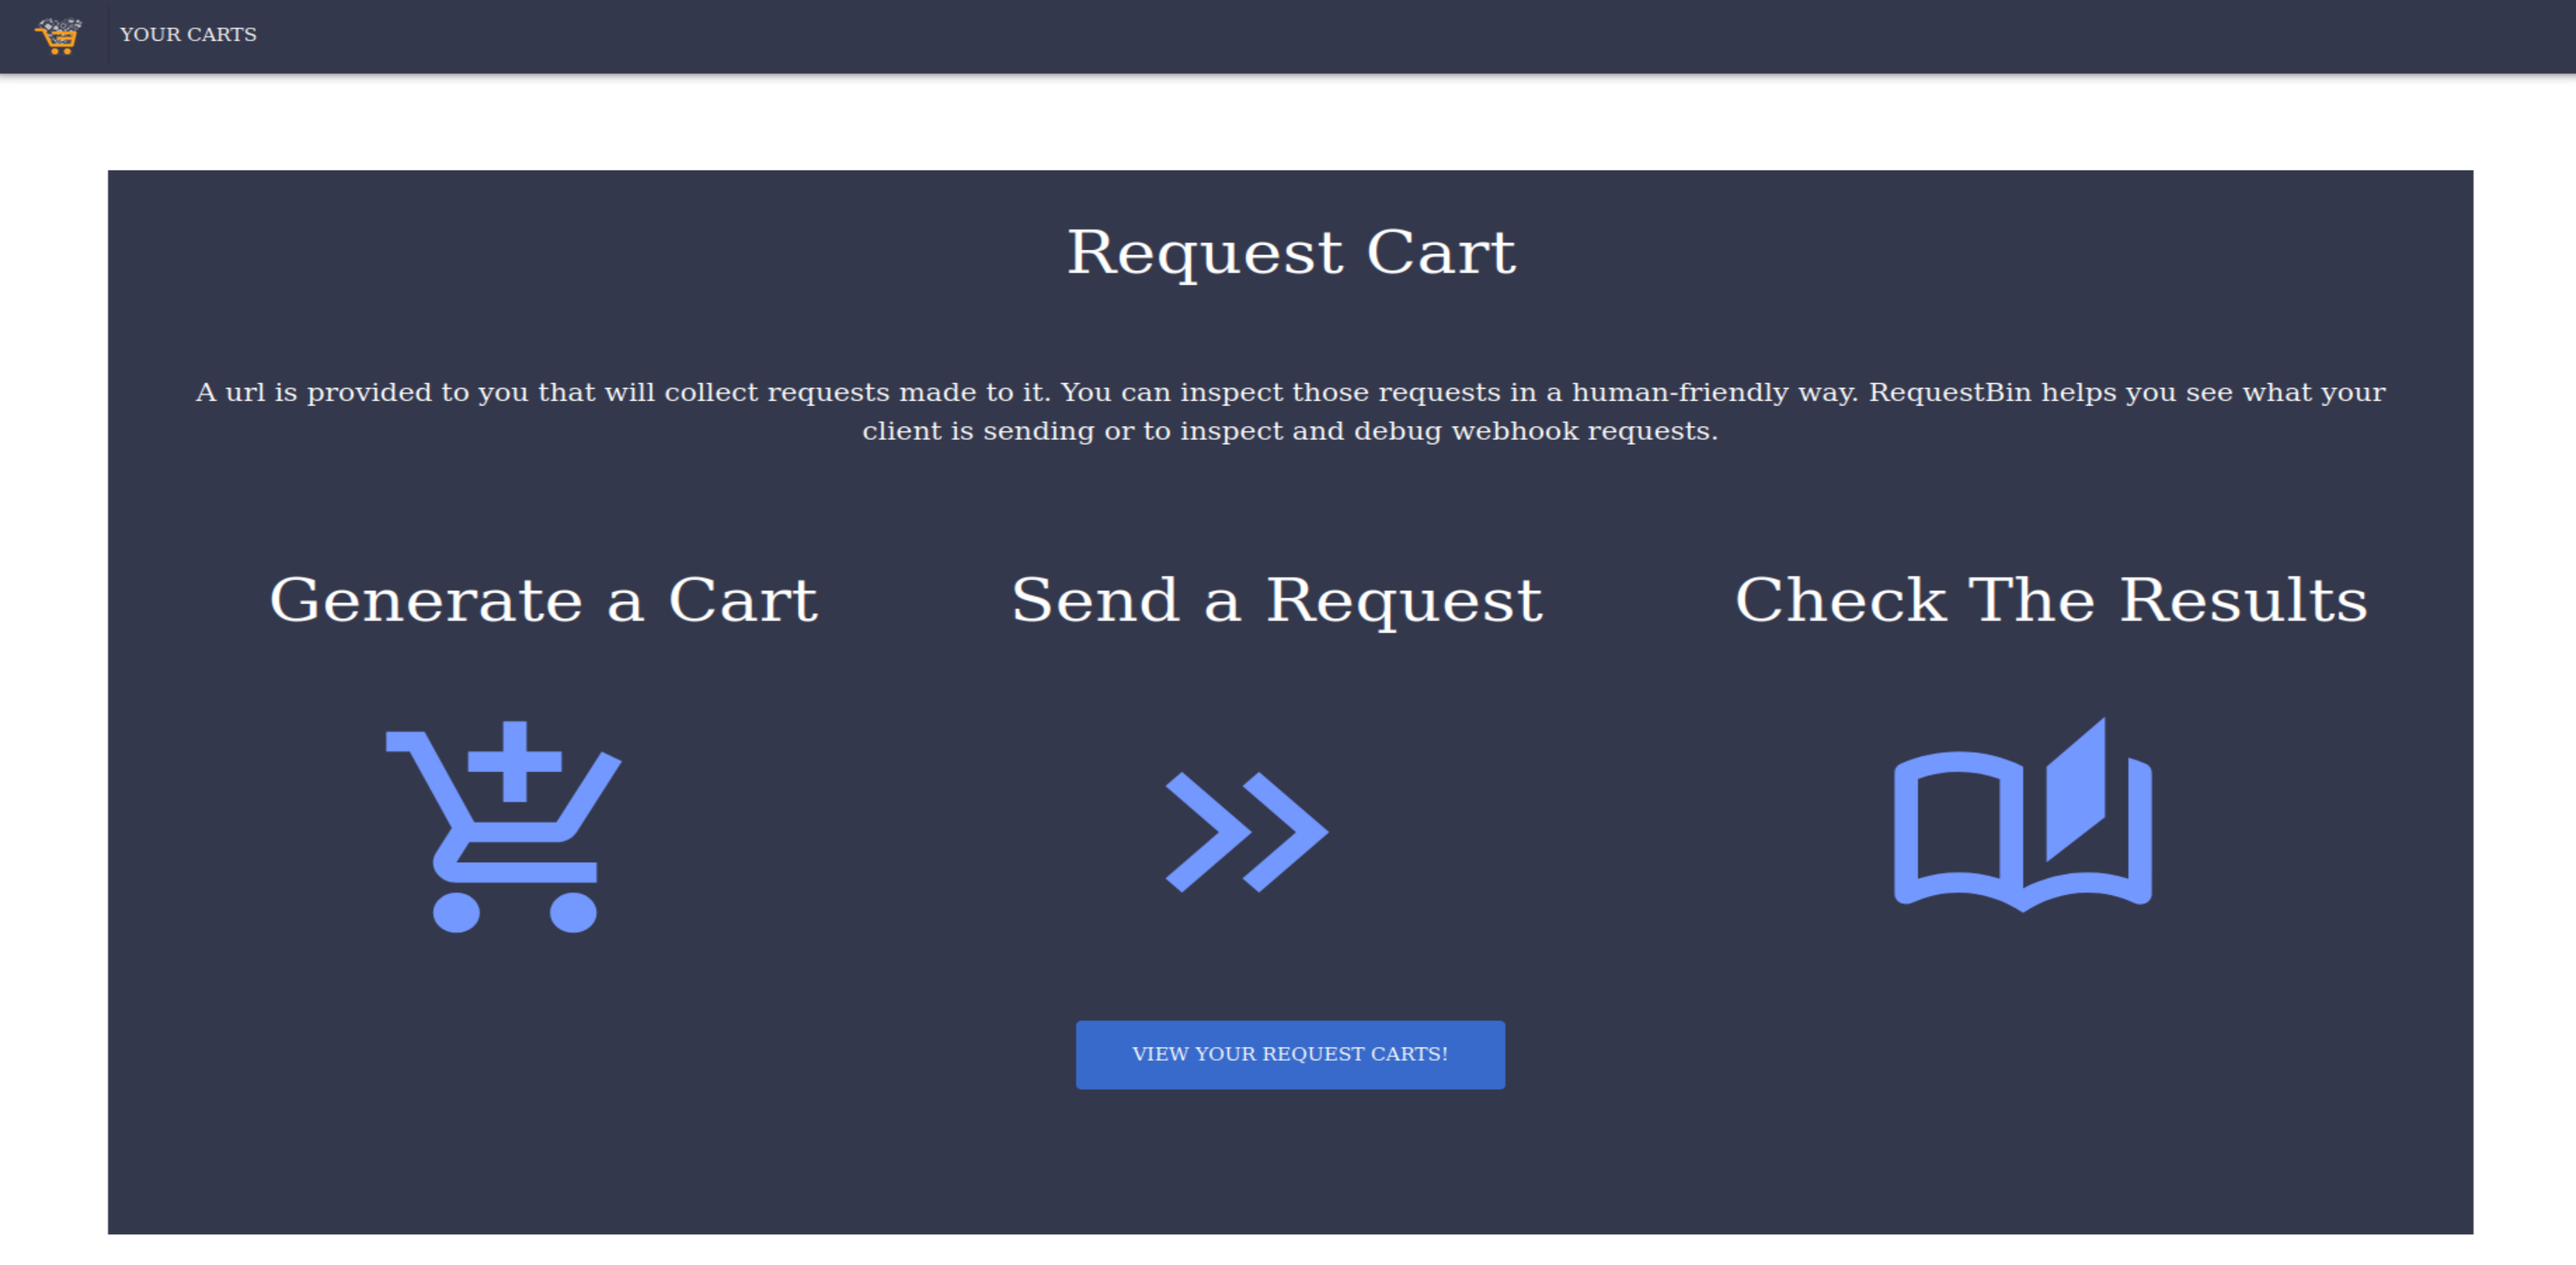 YOUR CARTS
Request Cart
A url is provided to you that will collect requests made to it. You can inspect those requests in a human-friendly way. RequestBin helps you see what your
client is sending or to inspect and debug webhook requests.
Generate a Cart
Send a Request
Check The Results
VIEW YOUR REQUEST CARTS!